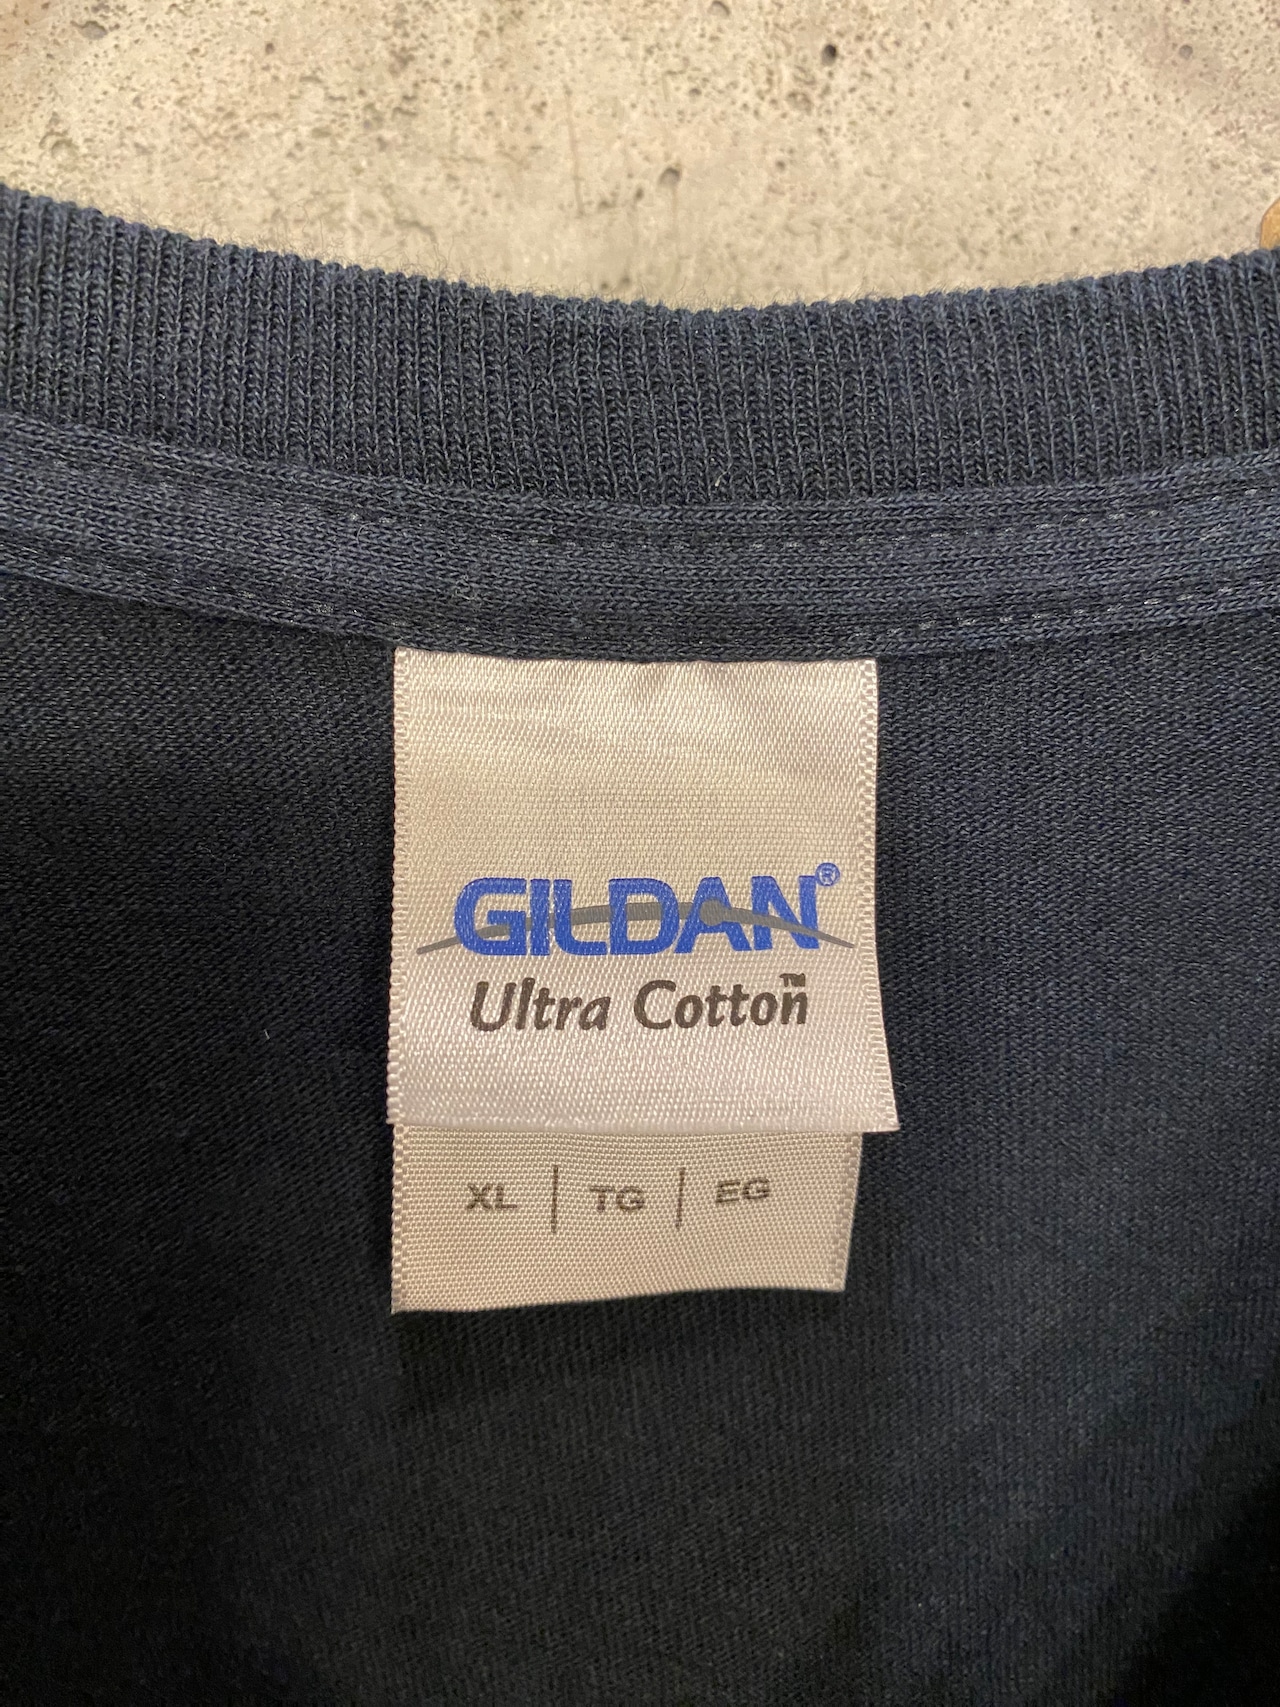 GILDAN®
Ultra Cotton™
XL | TG | EG